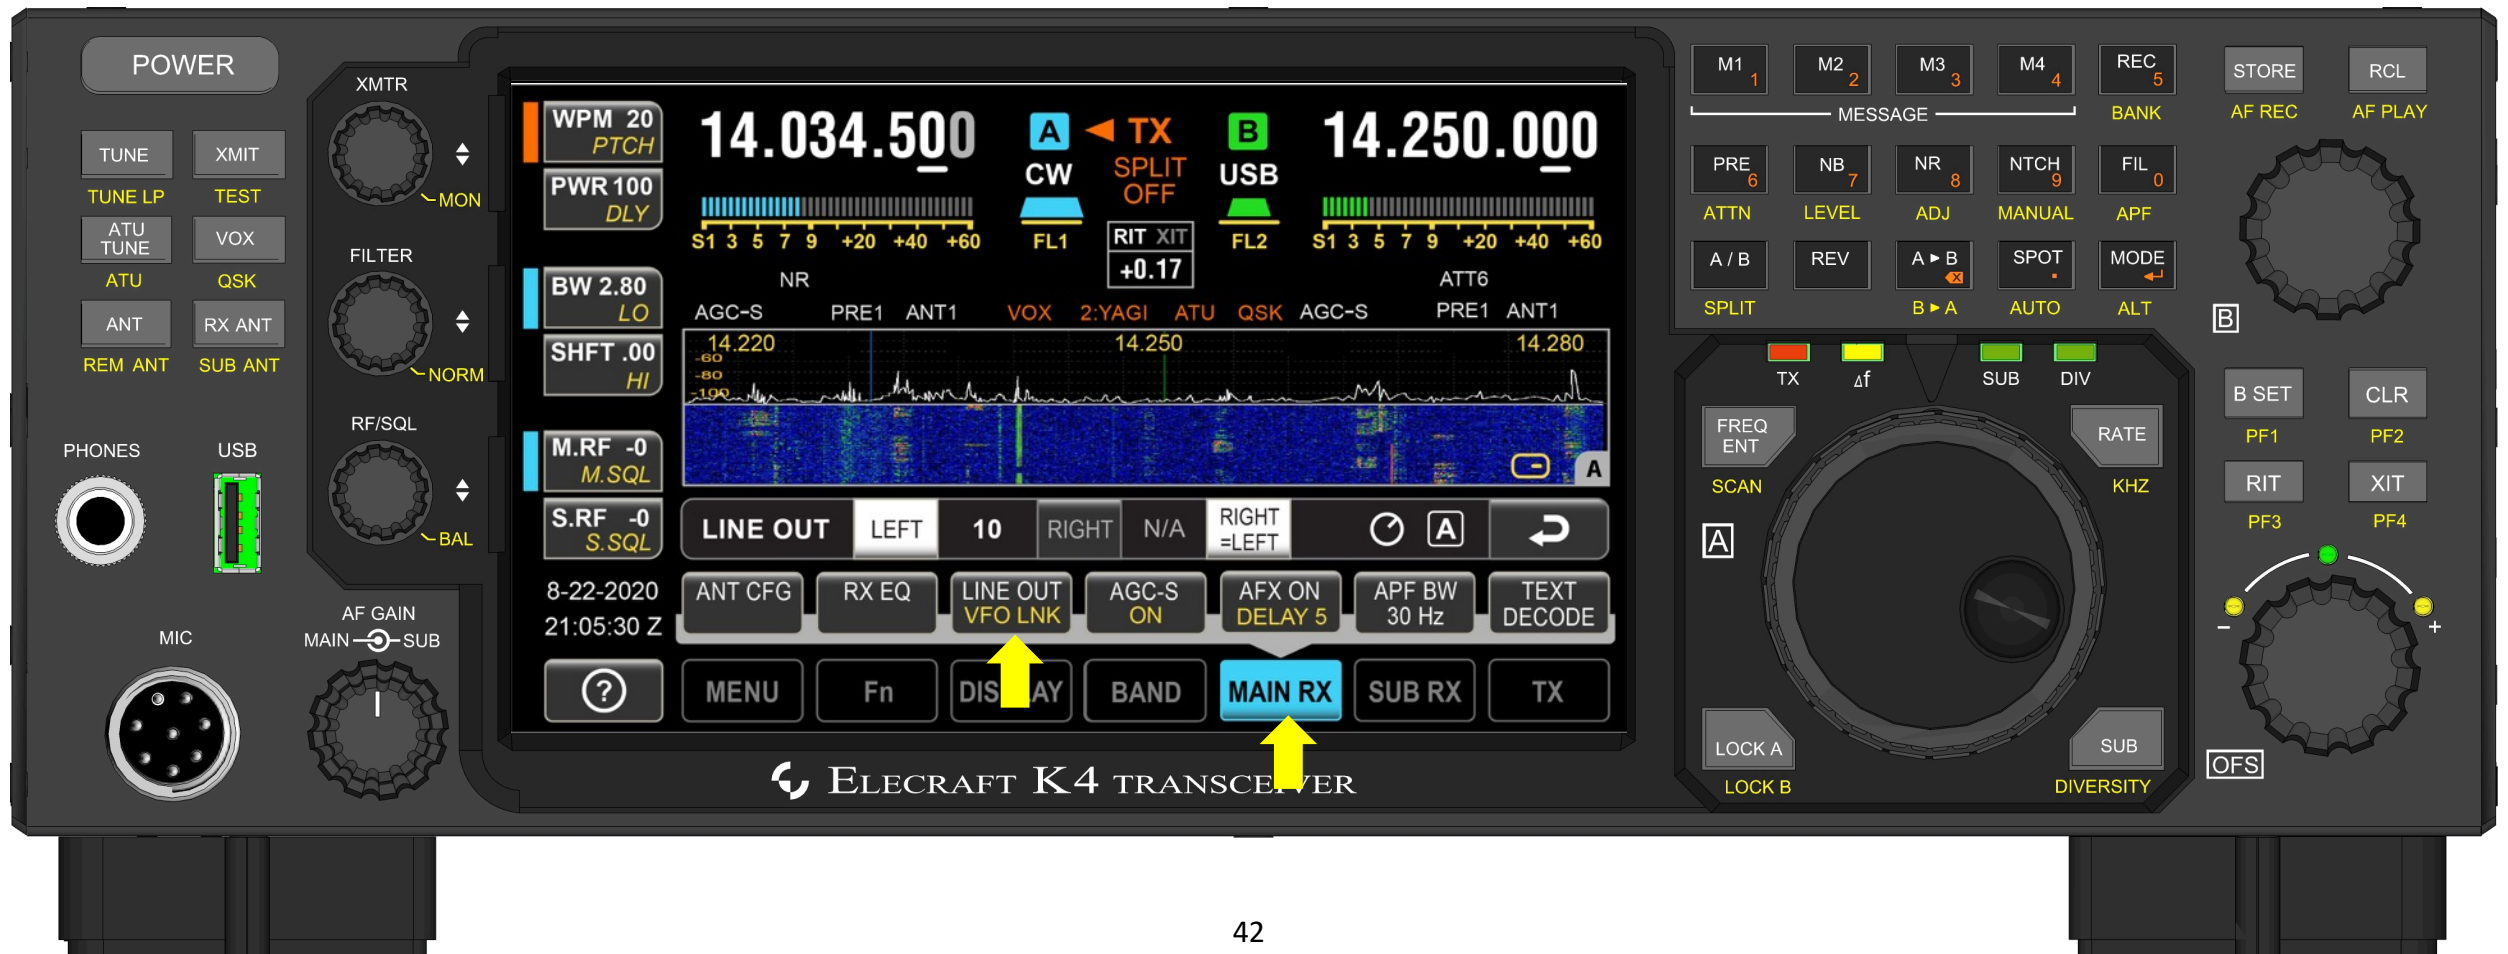 POWER
XMTR
TUNE XMIT
TUNE LP TEST
MON
ATU TUNE VOX
ATU QSK
FILTER
ANT RX ANT
REM ANT SUB ANT
NORM
RF/SQL
PHONES USB
BAL
AF GAIN
MAIN SUB
MIC
WPM 20
PTCH
PWR 100
DLY
BW 2.80
LO
SHFT .00
HI
M.RF -0
M.SQL
S.RF -0
S.SQL
8-22-2020
21:05:30 Z
?
14.034.500 A TX B 14.250.000
CW SPLIT OFF USB
S1 3 5 7 9 +20 +40 +60 FL1 RIT XIT FL2 S1 3 5 7 9 +20 +40 +60
+0.17
NR ATT6
AGC-S PRE1 ANT1 VOX 2:YAGI ATU QSK AGC-S PRE1 ANT1
14.220 14.250 14.280
-60
-80
-100
A
LINE OUT LEFT 10 RIGHT N/A RIGHT =LEFT A
ANT CFG RX EQ LINE OUT AGC-S AFX ON APF BW TEXT
VFO LNK ON DELAY 5 30 Hz DECODE
MENU Fn DIS AY BAND MAIN RX SUB RX TX
ELECRAFT K4 TRANSCEIVER
M1 1 M2 2 M3 3 M4 4 REC 5
MESSAGE BANK
PRE 6 NB 7 NR 8 NTCH 9 FIL 0
ATTN LEVEL ADJ MANUAL APF
A / B REV A ▸ B SPOT . MODE
SPLIT B ▸ A AUTO ALT
TX Δf SUB DIV
FREQ ENT RATE
SCAN KHZ
A
LOCK A SUB
LOCK B DIVERSITY
STORE RCL
AF REC AF PLAY
B
B SET CLR
PF1 PF2
RIT XIT
PF3 PF4
- +
OFS
42